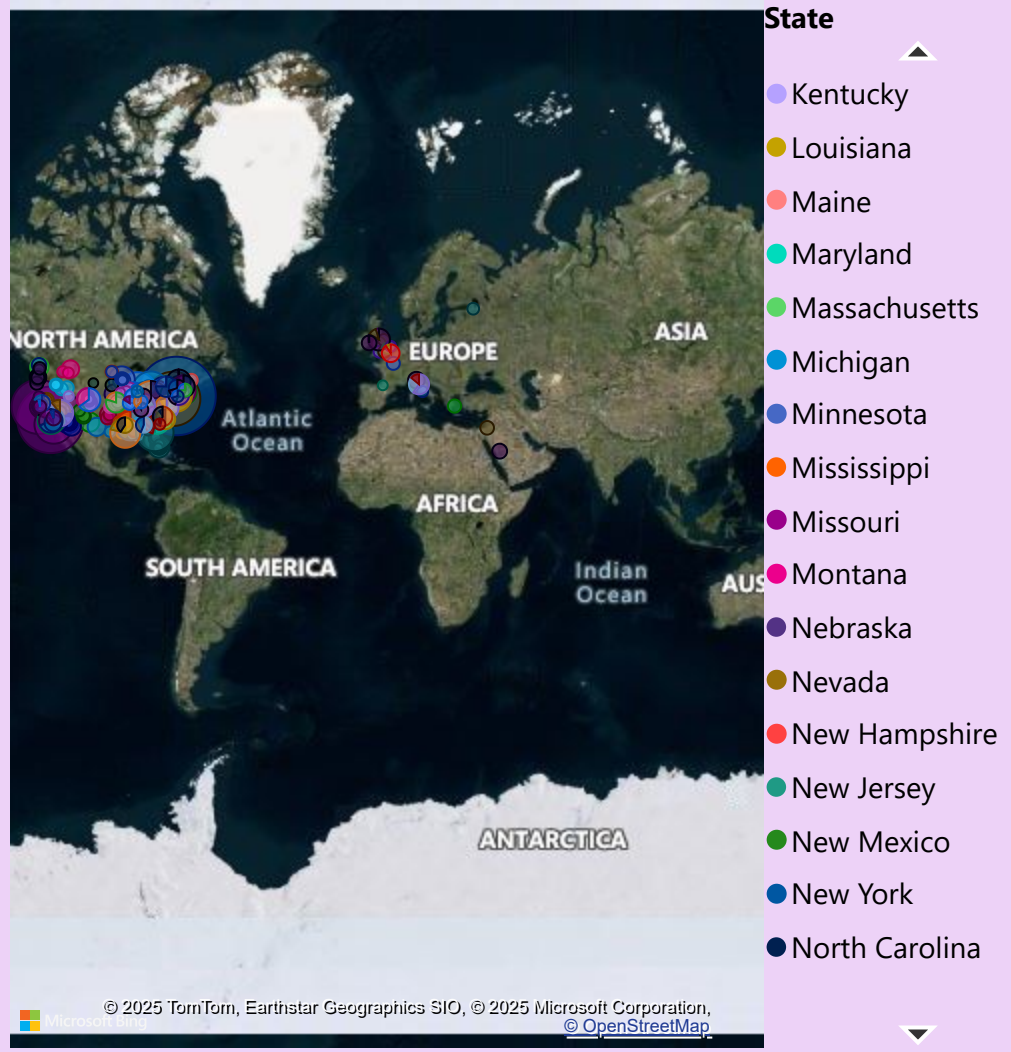 State
Kentucky
Louisiana
Maine
Maryland
Massachusetts
Michigan
Minnesota
Mississippi
Missouri
Montana
Nebraska
Nevada
New Hampshire
New Jersey
New Mexico
New York
North Carolina
NORTH AMERICA
ASIA
EUROPE
Atlantic
Ocean
AFRICA
SOUTH AMERICA
Indian
Ocean
AUS
ANTARCTICA
© 2025 TomTom, Earthstar Geographics SIO, © 2025 Microsoft Corporation,
Microsoft Bing
© OpenStreetMap